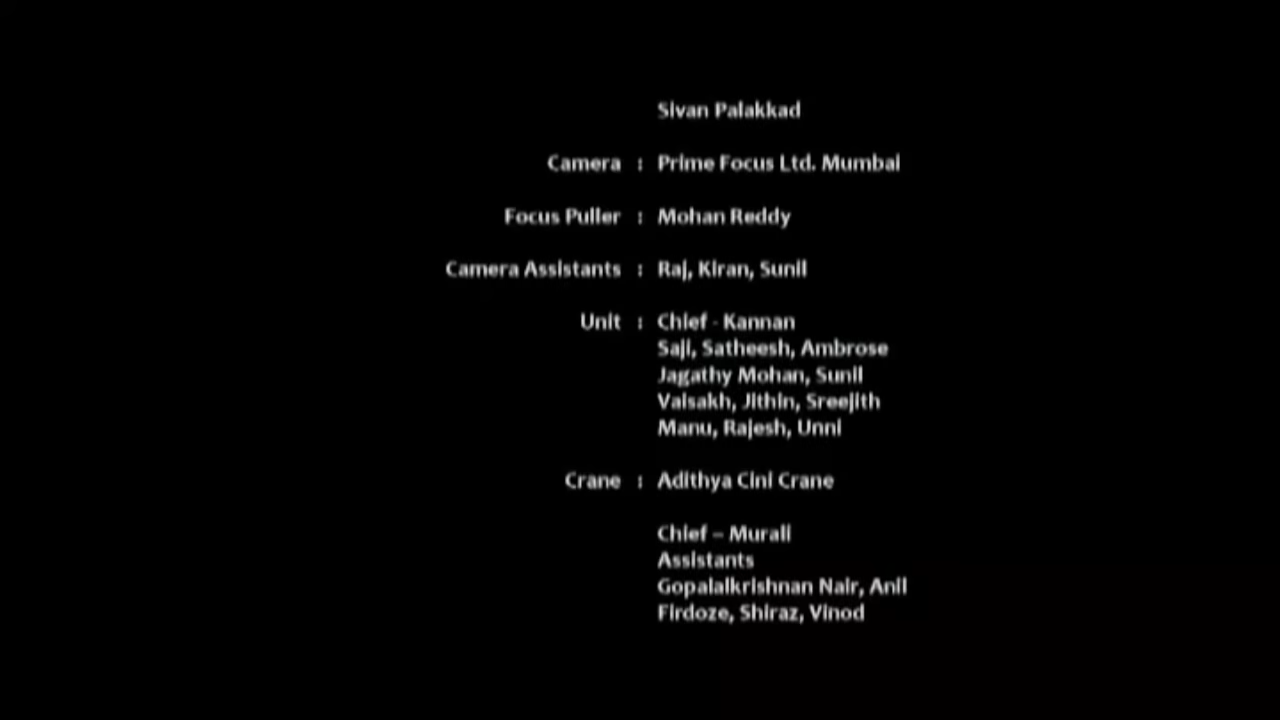 Sivan Palakkad
Camera : Prime Focus Ltd. Mumbai
Focus Puller : Mohan Reddy
Camera Assistants : Raj, Kiran, Sunil
Unit : Chief - Kannan
Saji, Satheesh, Ambrose
Jagathy Mohan, Sunil
Vaisakh, Jithin, Sreejith
Manu, Rajesh, Unni
Crane : Adithya Cini Crane
Chief – Murali
Assistants
Gopalalkrishnan Nair, Anil
Firdoze, Shiraz, Vinod